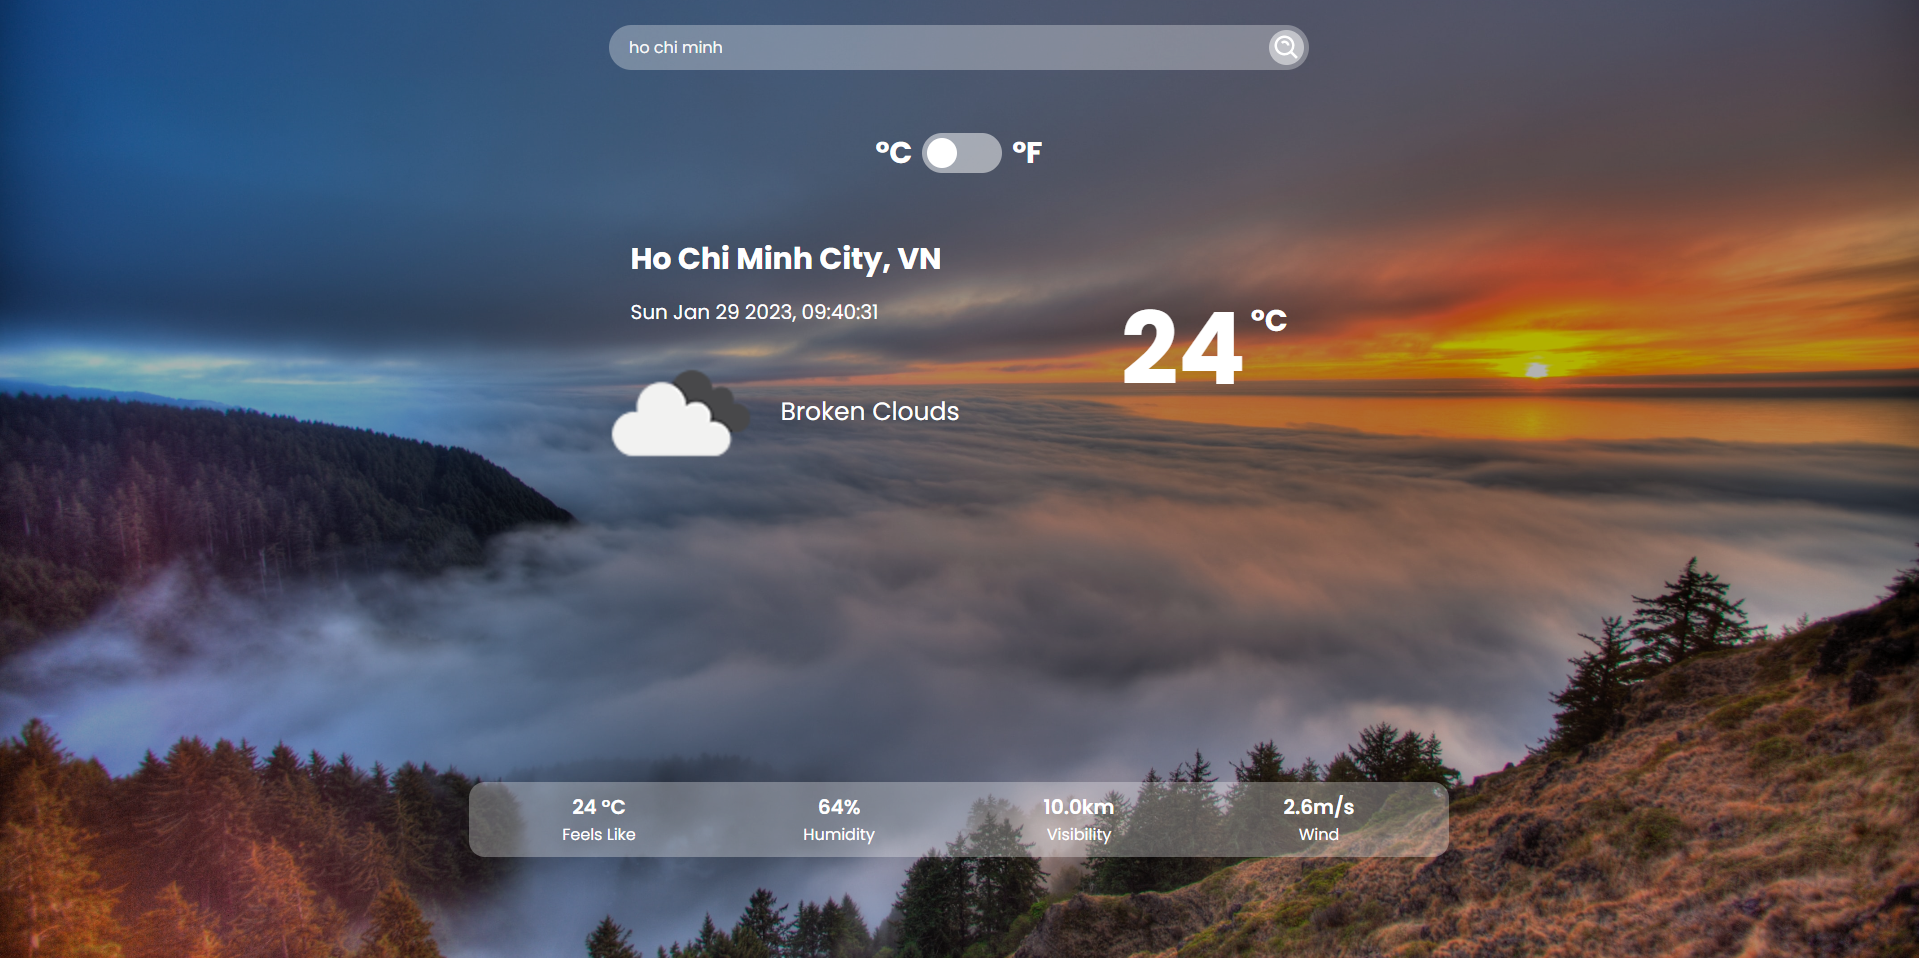 ho chi minh
°C °F
Ho Chi Minh City, VN
Sun Jan 29 2023, 09:40:31
24 °C
Broken Clouds
24 °C 64% 10.0km 2.6m/s
Feels Like Humidity Visibility Wind